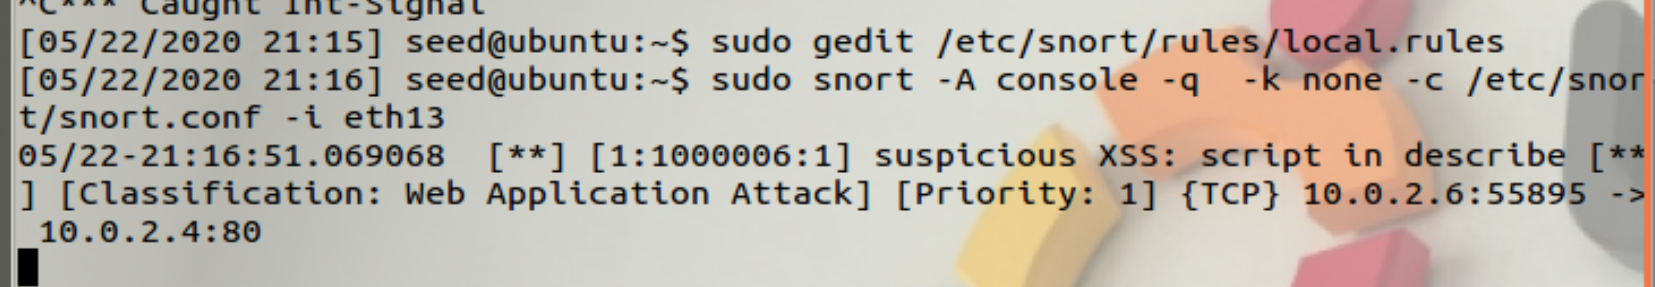 ^C*** Caught Int-Signal
[05/22/2020 21:15] seed@ubuntu:~$ sudo gedit /etc/snort/rules/local.rules
[05/22/2020 21:16] seed@ubuntu:~$ sudo snort -A console -q  -k none -c /etc/snor
t/snort.conf -i eth13
05/22-21:16:51.069068  [**] [1:1000006:1] suspicious XSS: script in describe [**
] [Classification: Web Application Attack] [Priority: 1] {TCP} 10.0.2.6:55895 ->
 10.0.2.4:80